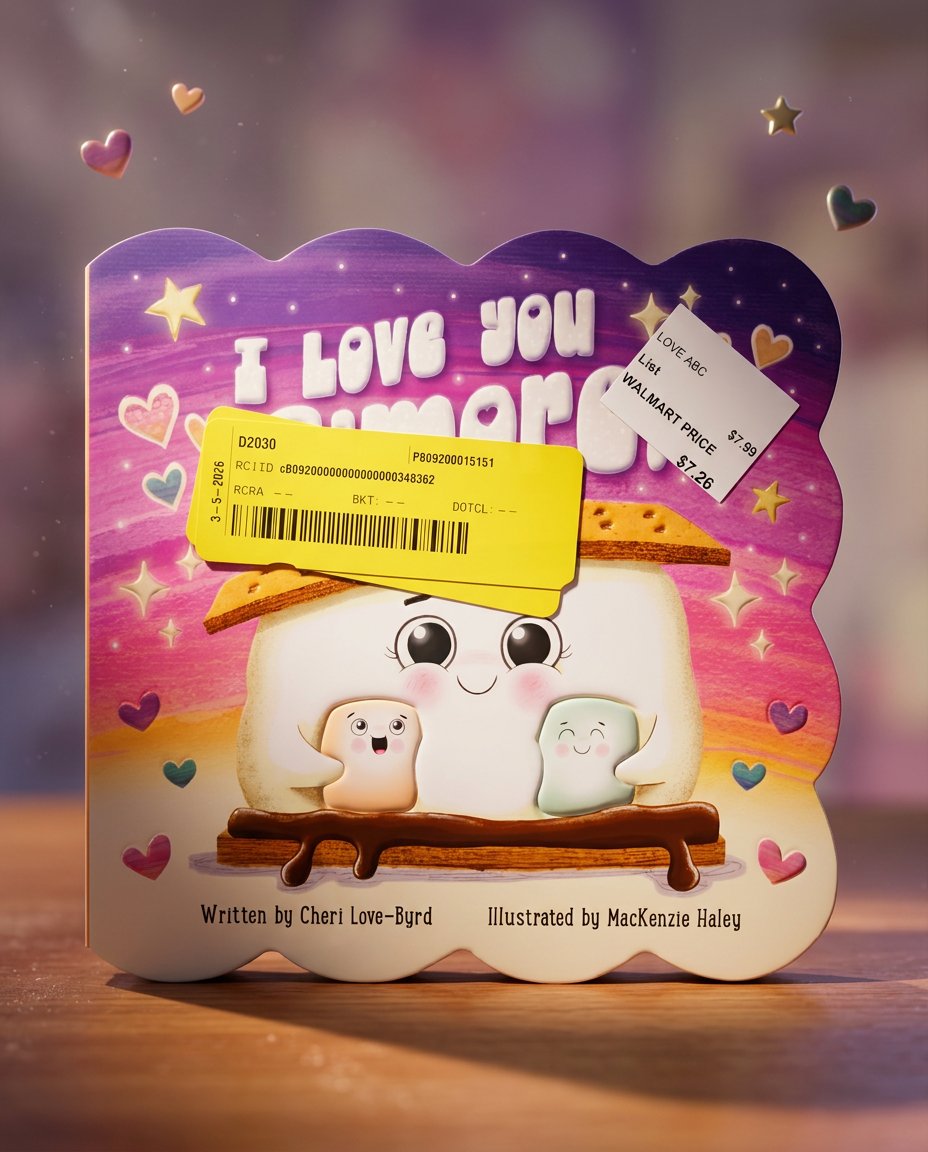 I Love you
LOVE ABC
List $7.99
WALMART PRICE $7.26
D2030 P809200015151
RCIID cB0920000000000000348362
RCRA -- BKT: -- DOTCL: --
3-5-2026
Written by Cheri Love-Byrd
Illustrated by MacKenzie Haley